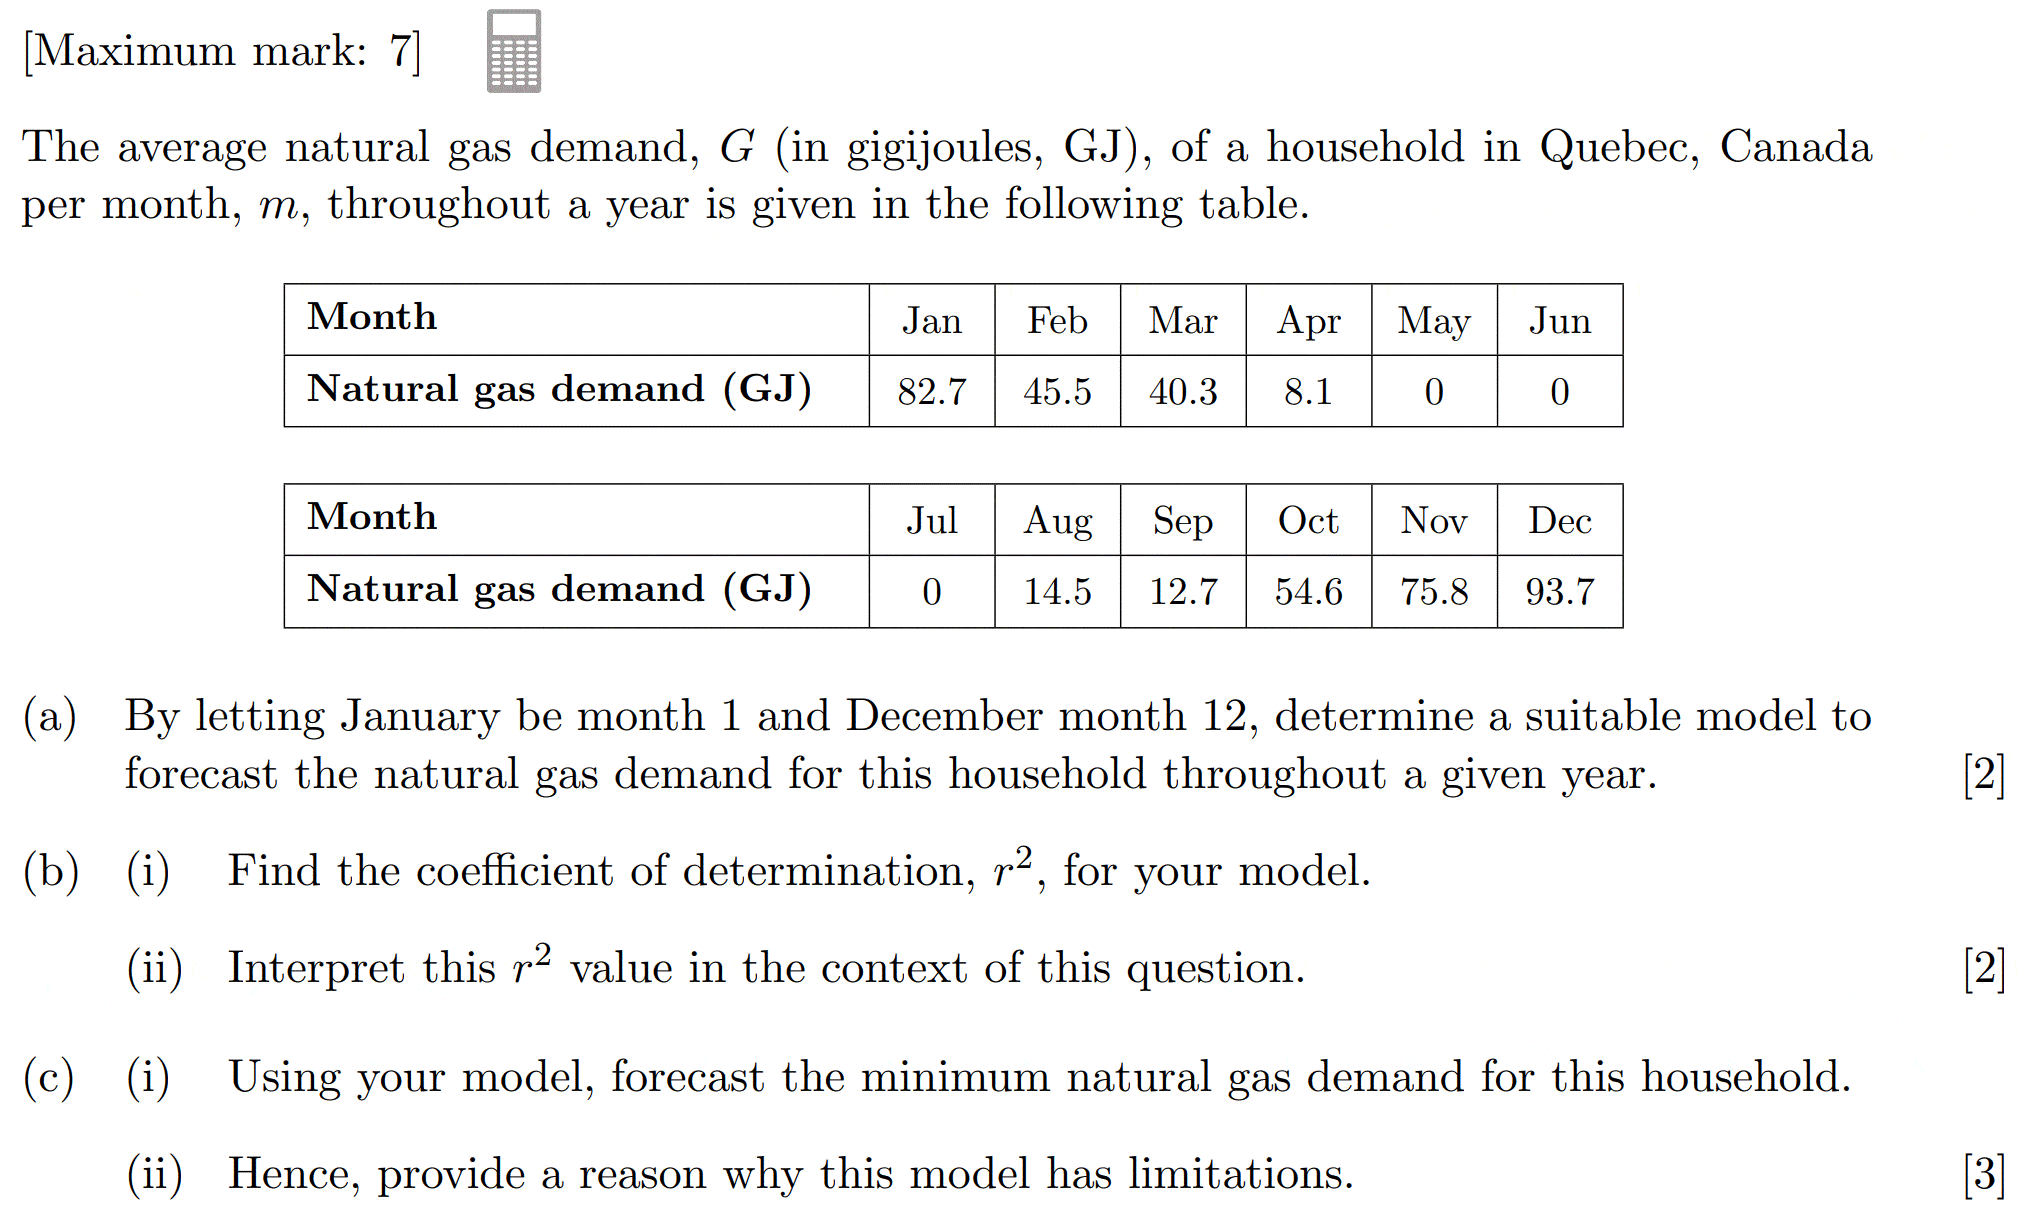 [Maximum mark: 7]
The average natural gas demand, G (in gigijoules, GJ), of a household in Quebec, Canada
per month, m, throughout a year is given in the following table.
Month Jan Feb Mar Apr May Jun
Natural gas demand (GJ) 82.7 45.5 40.3 8.1 0 0
Month Jul Aug Sep Oct Nov Dec
Natural gas demand (GJ) 0 14.5 12.7 54.6 75.8 93.7
(a) By letting January be month 1 and December month 12, determine a suitable model to
forecast the natural gas demand for this household throughout a given year. [2]
(b) (i) Find the coefficient of determination, r², for your model.
(ii) Interpret this r² value in the context of this question. [2]
(c) (i) Using your model, forecast the minimum natural gas demand for this household.
(ii) Hence, provide a reason why this model has limitations. [3]